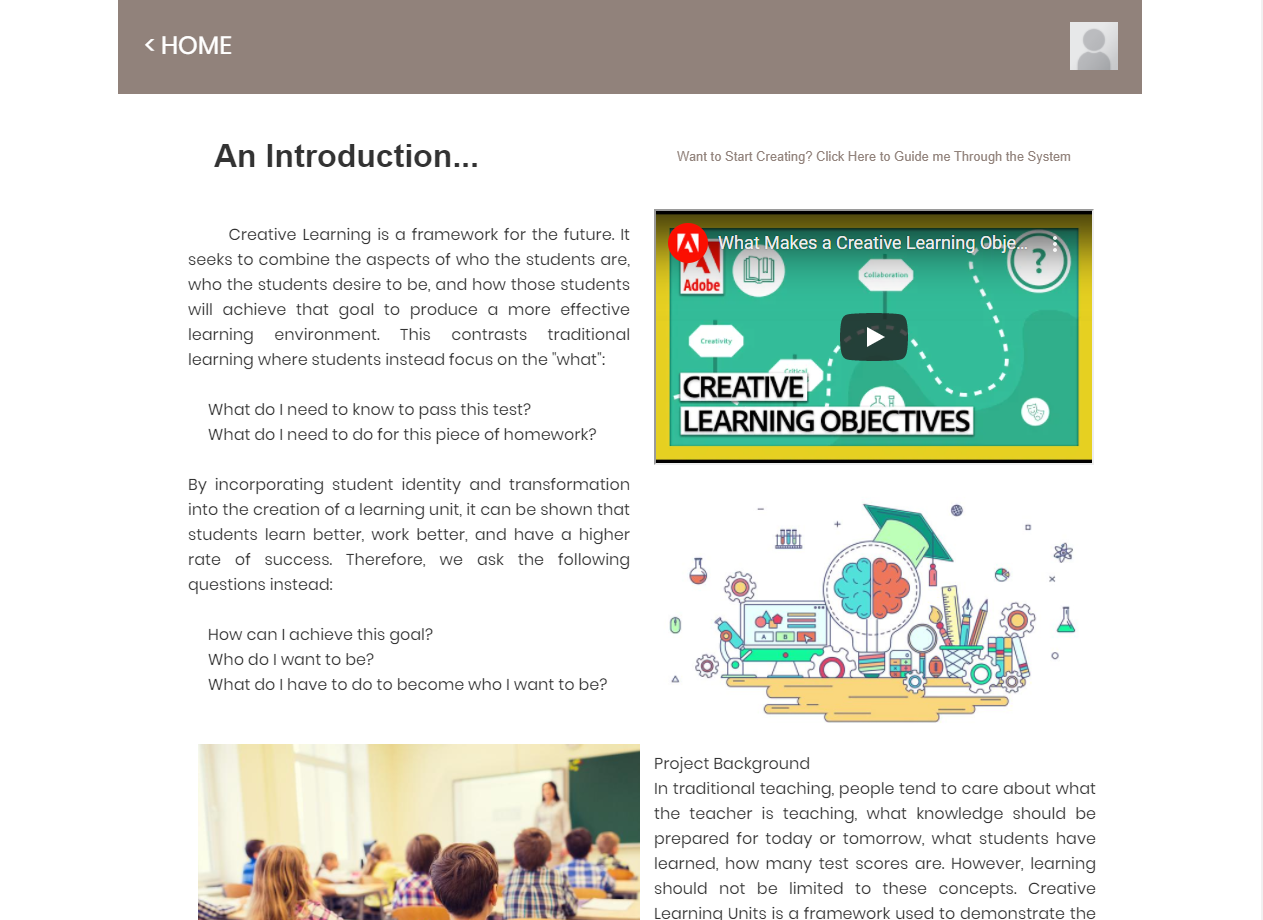 < HOME
An Introduction...
Want to Start Creating? Click Here to Guide me Through the System
Creative Learning is a framework for the future. It
seeks to combine the aspects of who the students are,
who the students desire to be, and how those students
will achieve that goal to produce a more effective
learning environment. This contrasts traditional
learning where students instead focus on the "what":
What do I need to know to pass this test?
What do I need to do for this piece of homework?
By incorporating student identity and transformation
into the creation of a learning unit, it can be shown that
students learn better, work better, and have a higher
rate of success. Therefore, we ask the following
questions instead:
How can I achieve this goal?
Who do I want to be?
What do I have to do to become who I want to be?
What Makes a Creative Learning Obje...
Adobe
Collaboration
?
Creativity
Critical
CREATIVE
LEARNING OBJECTIVES
A B
Project Background
In traditional teaching, people tend to care about what
the teacher is teaching, what knowledge should be
prepared for today or tomorrow, what students have
learned, how many test scores are. However, learning
should not be limited to these concepts. Creative
Learning Units is a framework used to demonstrate the